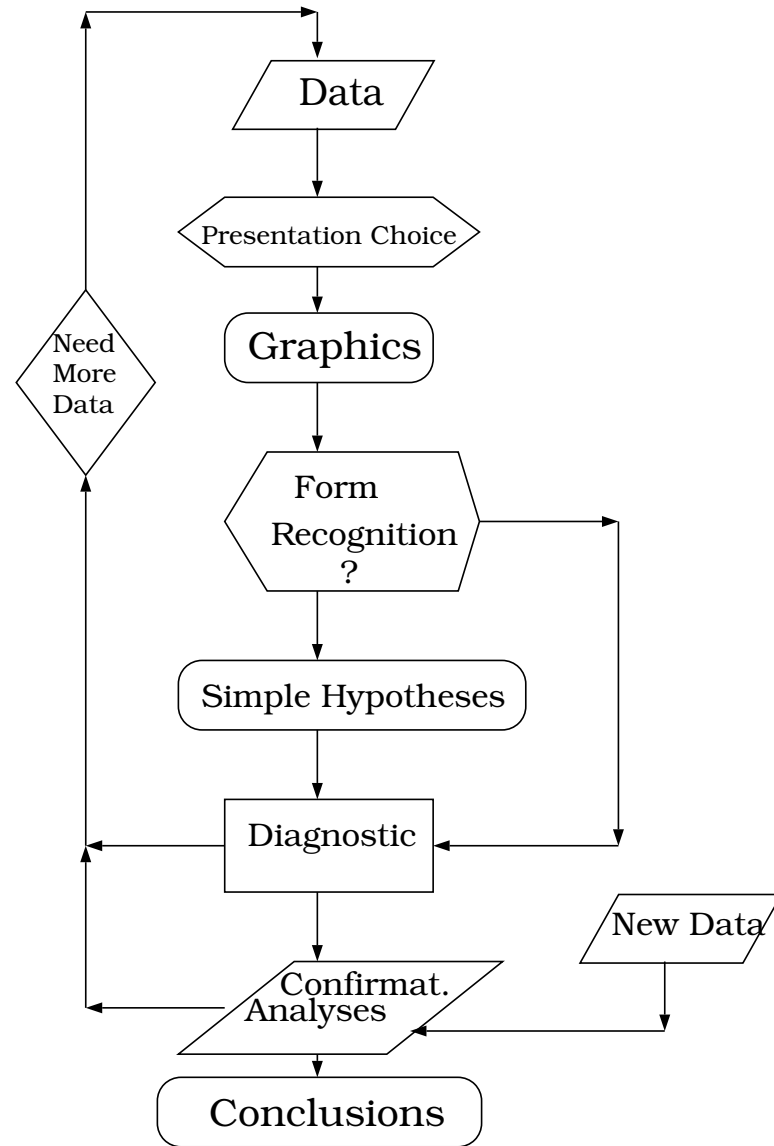 Data
Presentation Choice
Graphics
Need
More
Data
Form
Recognition
?
Simple Hypotheses
Diagnostic
New Data
Confirmat.
Analyses
Conclusions